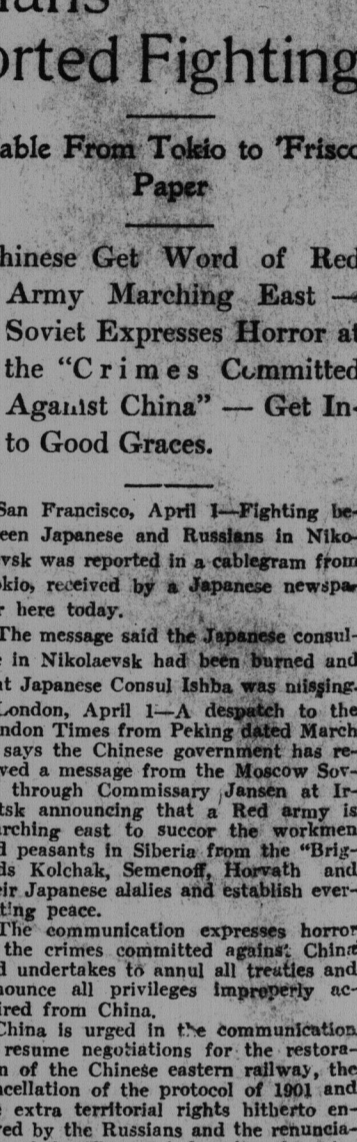 orted Fighting
able From Tokio to 'Frisco
Paper
hinese Get Word of Red
Army Marching East —
Soviet Expresses Horror at
the "Crimes Committed
Against China" — Get In-
to Good Graces.
San Francisco, April 1—Fighting be-
een Japanese and Russians in Niko-
vsk was reported in a cablegram from
okio, received by a Japanese newspa-
r here today.
The message said the Japanese consul-
e in Nikolaevsk had been burned and
at Japanese Consul Ishba was missing.
London, April 1—A despatch to the
ndon Times from Peking dated March
says the Chinese government has re-
ved a message from the Moscow Sov-
through Commissary Jansen at Ir-
tsk announcing that a Red army is
arching east to succor the workmen
d peasants in Siberia from the "Brig-
ds Kolchak, Semenoff, Horvath and
eir Japanese alalies and establish ever-
ting peace.
The communication expresses horror
the crimes committed against China
d undertakes to annul all treaties and
nounce all privileges improperly ac-
ired from China.
China is urged in the communication
resume negotiations for the restora-
n of the Chinese eastern railway, the
ncellation of the protocol of 1901 and
e extra territorial rights hitherto en-
yed by the Russians and the renuncia-